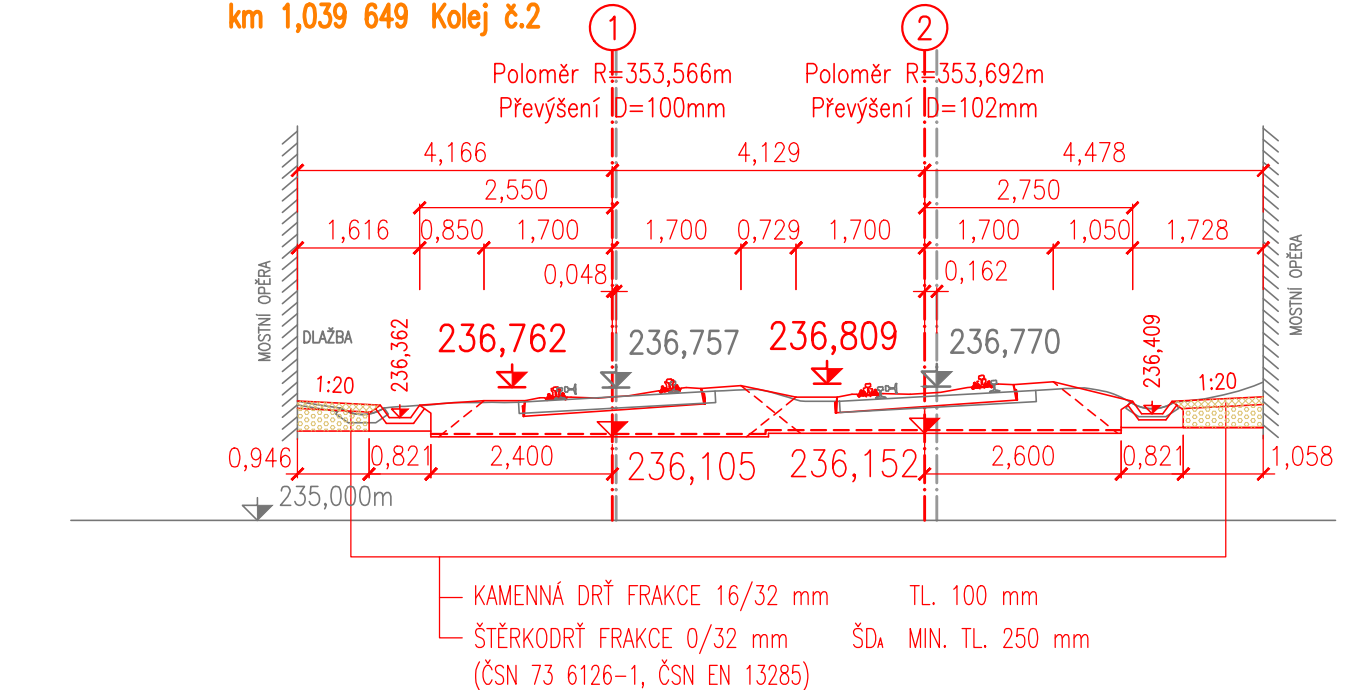 km 1,039 649 Kolej č.2
1 2
Poloměr R=353,566m Poloměr R=353,692m
Převýšení D=100mm Převýšení D=102mm
4,166 4,129 4,478
2,550 2,750
1,616 0,850 1,700 1,700 0,729 1,700 1,700 1,050 1,728
0,048 0,162
MOSTNÍ OPĚRA
MOSTNÍ OPĚRA
DLAŽBA
236,362
236,762 236,757 236,809 236,770
236,409
1:20 1:20
0,946 0,821 2,400 236,105 236,152 2,600 0,821 1,058
235,000m
KAMENNÁ DRŤ FRAKCE 16/32 mm TL. 100 mm
ŠTĚRKODRŤ FRAKCE 0/32 mm ŠDA MIN. TL. 250 mm
(ČSN 73 6126-1, ČSN EN 13285)